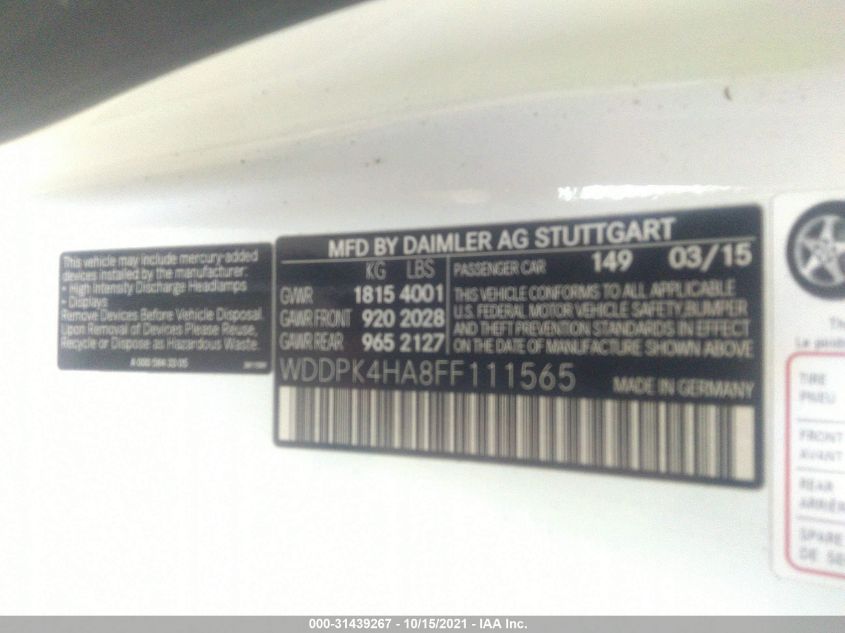 This vehicle may include mercury-added
devices installed by the manufacturer:
- High Intensity Discharge Headlamps
- Displays
Remove Devices Before Vehicle Disposal.
Upon Removal of Devices Please Reuse,
Recycle or Dispose as Hazardous Waste.
MFD BY DAIMLER AG STUTTGART
KG LBS
GVWR 1815 4001
GAWR FRONT 920 2028
GAWR REAR 965 2127
PASSENGER CAR 149 03/15
THIS VEHICLE CONFORMS TO ALL APPLICABLE
U.S. FEDERAL MOTOR VEHICLE SAFETY, BUMPER
AND THEFT PREVENTION STANDARDS IN EFFECT
ON THE DATE OF MANUFACTURE SHOWN ABOVE
WDDPK4HA8FF111565 MADE IN GERMANY
TIRE
PNEU
FRONT
AVANT
REAR
SPARE
000-31439267 - 10/15/2021 - IAA Inc.